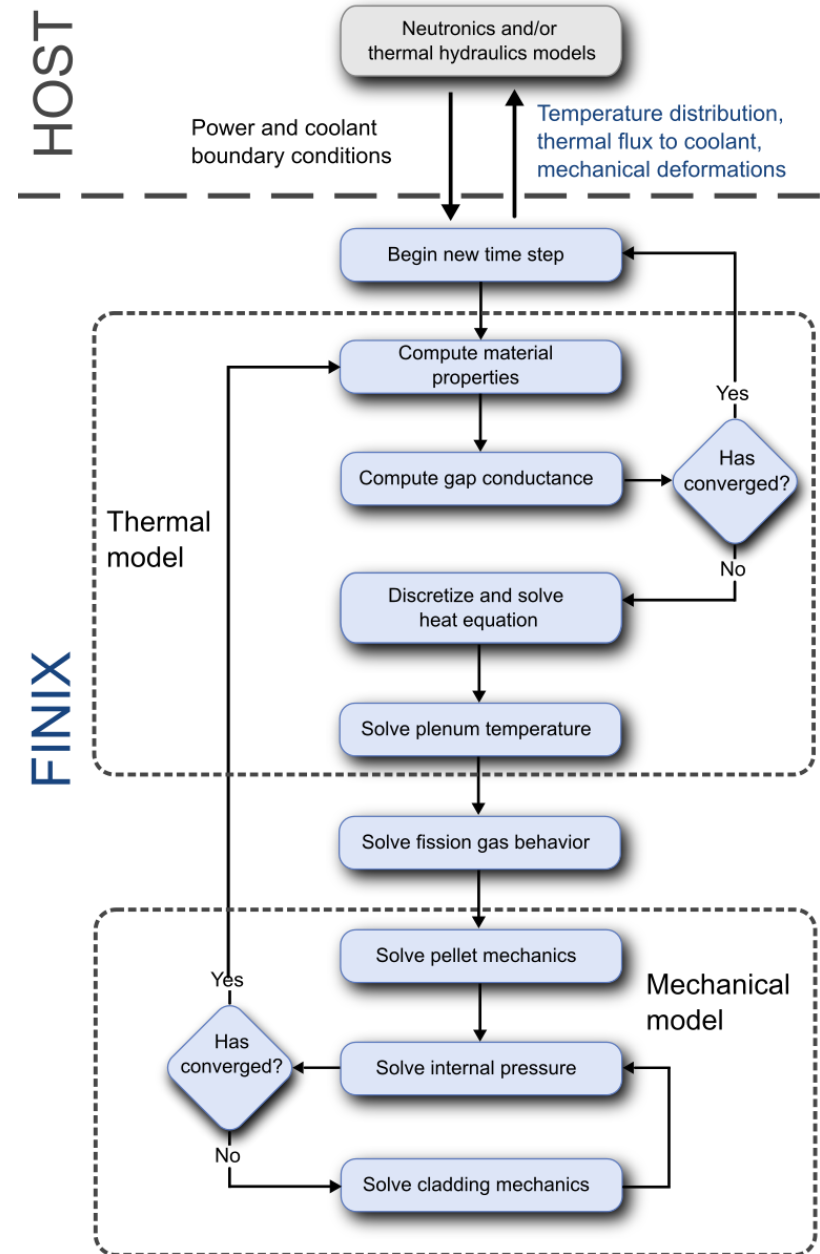 HOST
Neutronics and/or
thermal hydraulics models
Power and coolant
boundary conditions
Temperature distribution,
thermal flux to coolant,
mechanical deformations
FINIX
Begin new time step
Thermal
model
Compute material
properties
Compute gap conductance
Yes
Has
converged?
No
Discretize and solve
heat equation
Solve plenum temperature
Solve fission gas behavior
Mechanical
model
Solve pellet mechanics
Solve internal pressure
Yes
Has
converged?
No
Solve cladding mechanics